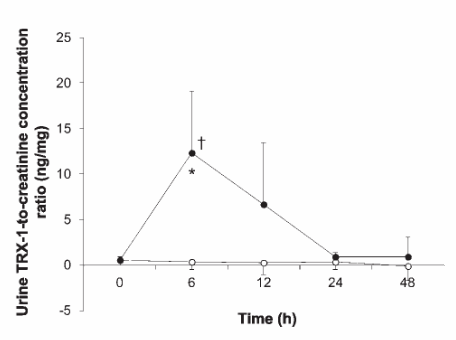 Urine TRX-1-to-creatinine concentration
ratio (ng/mg)
25
20
15
10
5
0
-5
†
*
0 6 12 24 48
Time (h)